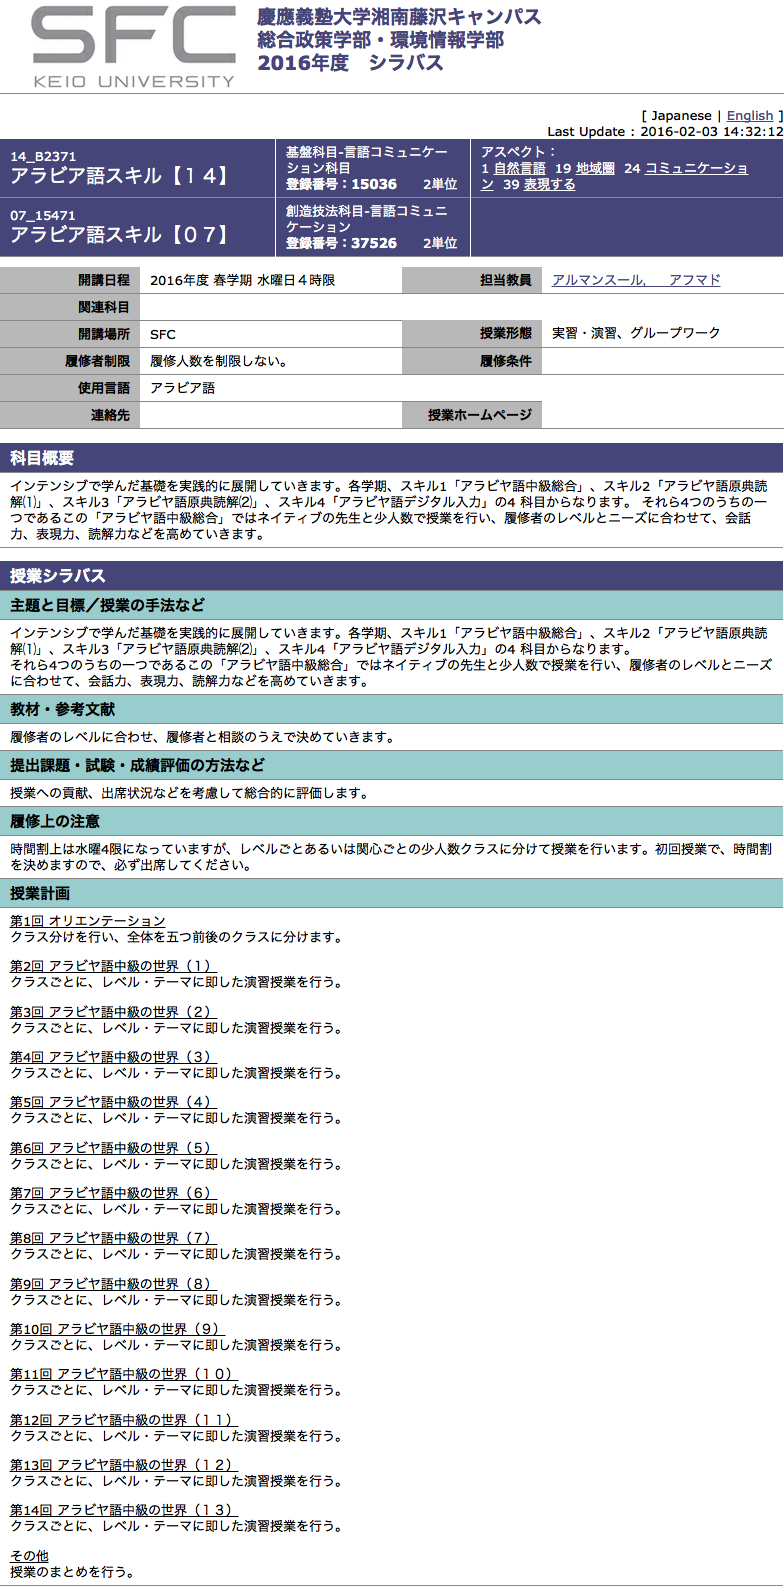 SFC
KEIO UNIVERSITY
慶應義塾大学湘南藤沢キャンパス
総合政策学部・環境情報学部
2016年度　シラバス
[ Japanese | English ]
Last Update : 2016-02-03 14:32:12
14_B2371
アラビア語スキル【１４】
基盤科目-言語コミュニケー
ション科目
登録番号：15036　　2単位
アスペクト：
1 自然言語 19 地域圏 24 コミュニケーショ
ン 39 表現する
07_15471
アラビア語スキル【０７】
創造技法科目-言語コミュニ
ケーション
登録番号：37526　　2単位
開講日程 2016年度 春学期 水曜日４時限 担当教員 アルマンスール,　　アフマド
関連科目
開講場所 SFC 授業形態 実習・演習、グループワーク
履修者制限 履修人数を制限しない。 履修条件
使用言語 アラビア語
連絡先 授業ホームページ
科目概要
インテンシブで学んだ基礎を実践的に展開していきます。各学期、スキル1「アラビヤ語中級総合」、スキル2「アラビヤ語原典読
解⑴」、スキル3「アラビヤ語原典読解⑵」、スキル4「アラビヤ語デジタル入力」の4 科目からなります。 それら4つのうちの一
つであるこの「アラビヤ語中級総合」ではネイティブの先生と少人数で授業を行い、履修者のレベルとニーズに合わせて、会話
力、表現力、読解力などを高めていきます。
授業シラバス
主題と目標／授業の手法など
インテンシブで学んだ基礎を実践的に展開していきます。各学期、スキル1「アラビヤ語中級総合」、スキル2「アラビヤ語原典読
解⑴」、スキル3「アラビヤ語原典読解⑵」、スキル4「アラビヤ語デジタル入力」の4 科目からなります。
それら4つのうちの一つであるこの「アラビヤ語中級総合」ではネイティブの先生と少人数で授業を行い、履修者のレベルとニーズ
に合わせて、会話力、表現力、読解力などを高めていきます。
教材・参考文献
履修者のレベルに合わせ、履修者と相談のうえで決めていきます。
提出課題・試験・成績評価の方法など
授業への貢献、出席状況などを考慮して総合的に評価します。
履修上の注意
時間割上は水曜4限になっていますが、レベルごとあるいは関心ごとの少人数クラスに分けて授業を行います。初回授業で、時間割
を決めますので、必ず出席してください。
授業計画
第1回 オリエンテーション
クラス分けを行い、全体を五つ前後のクラスに分けます。
第2回 アラビヤ語中級の世界（１）
クラスごとに、レベル・テーマに即した演習授業を行う。
第3回 アラビヤ語中級の世界（２）
クラスごとに、レベル・テーマに即した演習授業を行う。
第4回 アラビヤ語中級の世界（３）
クラスごとに、レベル・テーマに即した演習授業を行う。
第5回 アラビヤ語中級の世界（４）
クラスごとに、レベル・テーマに即した演習授業を行う。
第6回 アラビヤ語中級の世界（５）
クラスごとに、レベル・テーマに即した演習授業を行う。
第7回 アラビヤ語中級の世界（６）
クラスごとに、レベル・テーマに即した演習授業を行う。
第8回 アラビヤ語中級の世界（７）
クラスごとに、レベル・テーマに即した演習授業を行う。
第9回 アラビヤ語中級の世界（８）
クラスごとに、レベル・テーマに即した演習授業を行う。
第10回 アラビヤ語中級の世界（９）
クラスごとに、レベル・テーマに即した演習授業を行う。
第11回 アラビヤ語中級の世界（１０）
クラスごとに、レベル・テーマに即した演習授業を行う。
第12回 アラビヤ語中級の世界（１１）
クラスごとに、レベル・テーマに即した演習授業を行う。
第13回 アラビヤ語中級の世界（１２）
クラスごとに、レベル・テーマに即した演習授業を行う。
第14回 アラビヤ語中級の世界（１３）
クラスごとに、レベル・テーマに即した演習授業を行う。
その他
授業のまとめを行う。